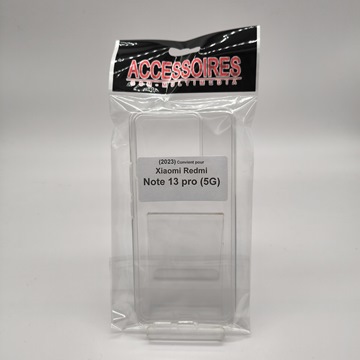 ACCESSOIRES
(2023) Convient pour
Xiaomi Redmi
Note 13 pro (5G)